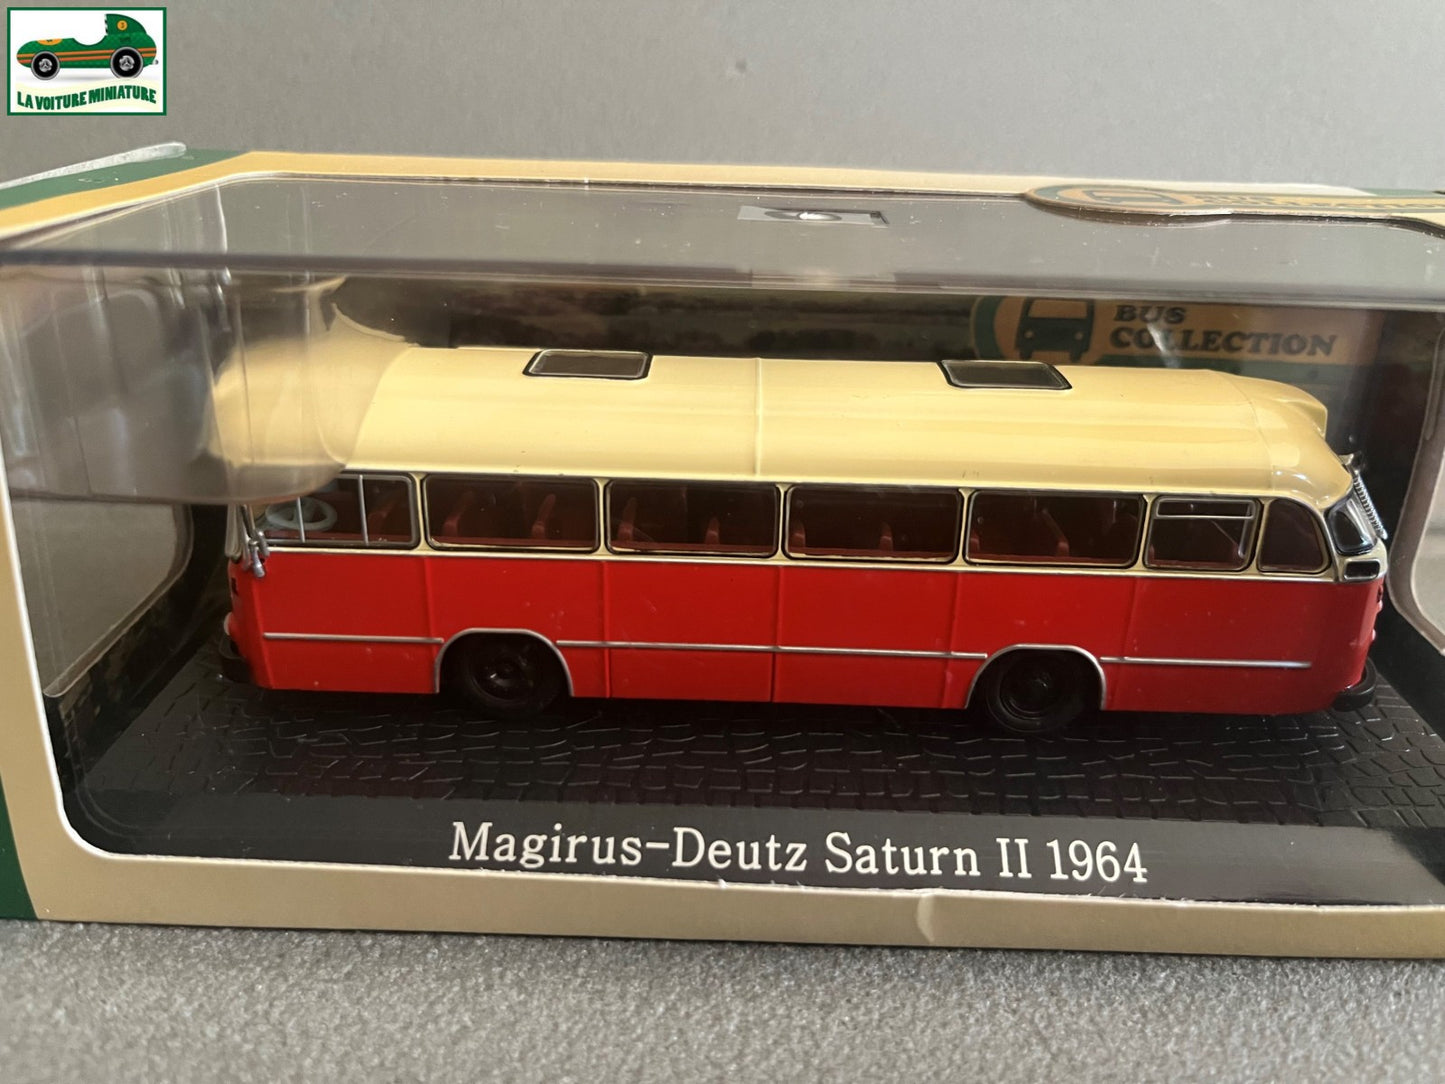 LA VOITURE MINIATURE
BUS
COLLECTION
Magirus-Deutz Saturn II 1964